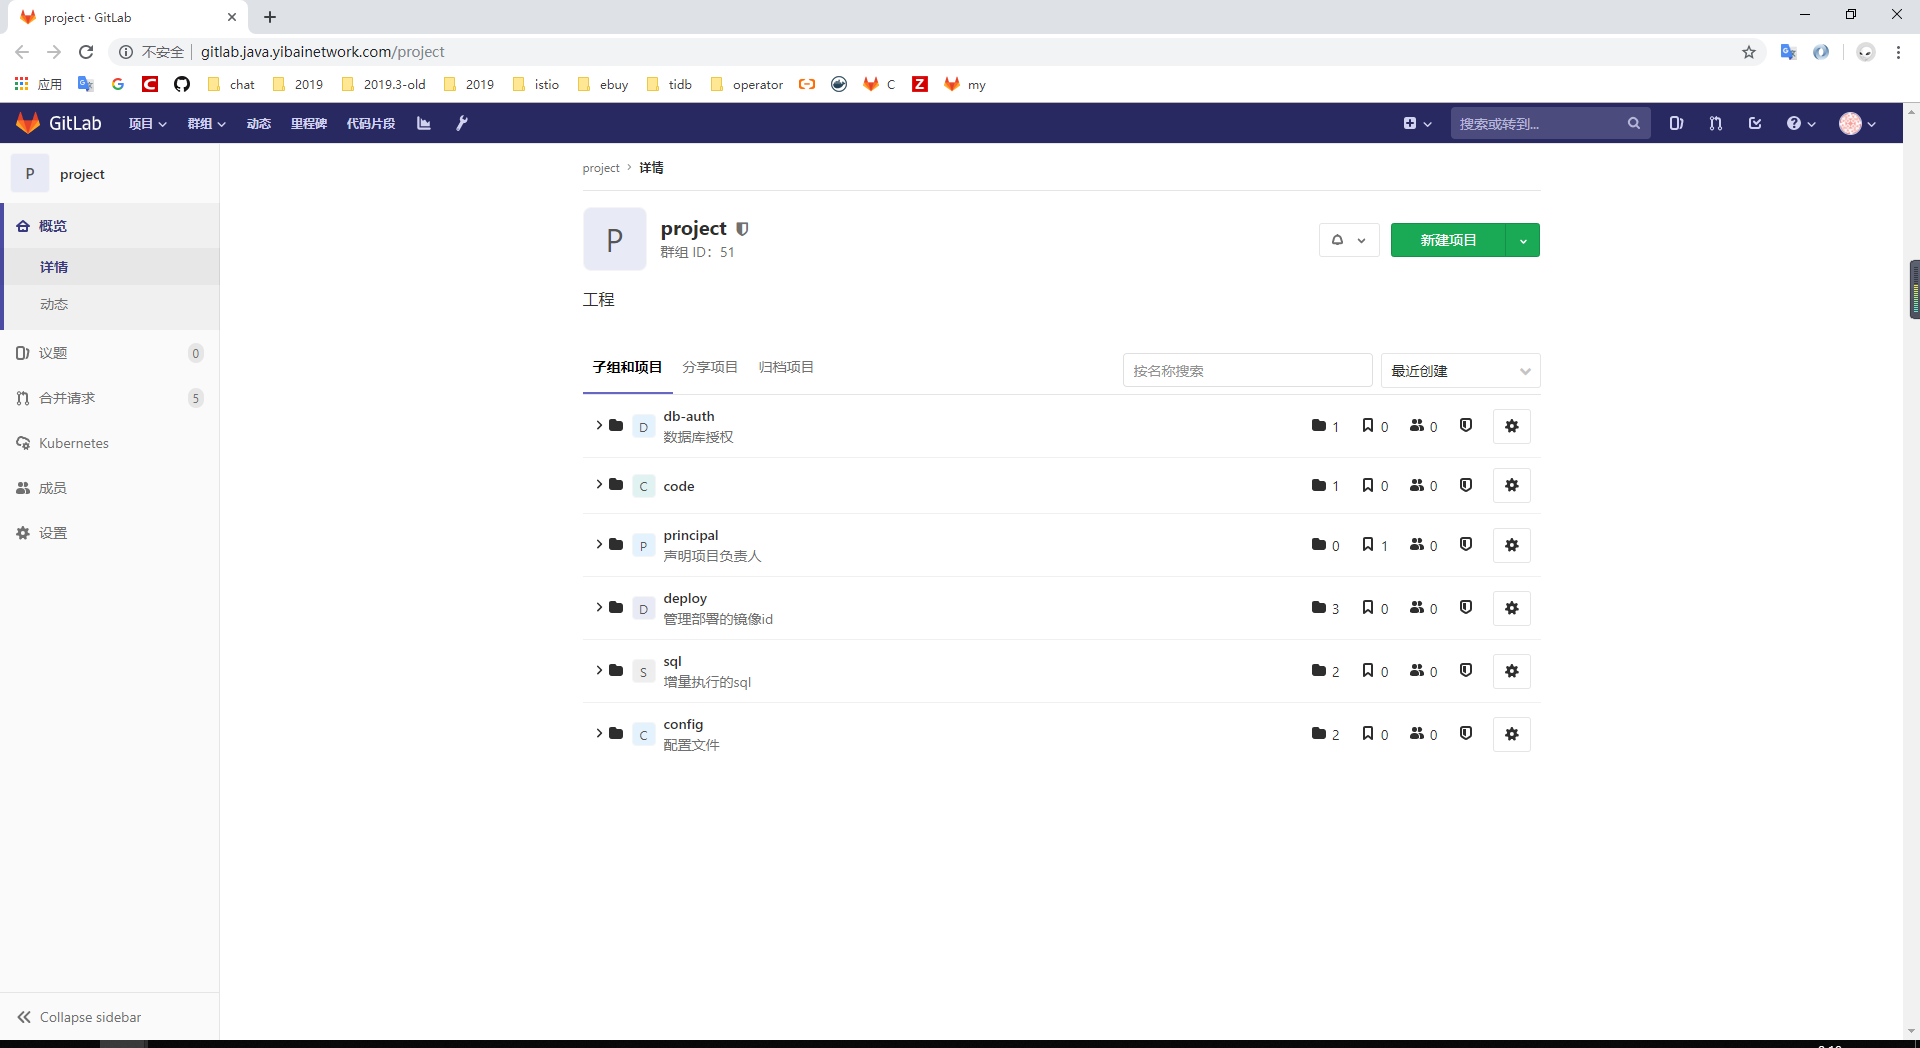 project · GitLab
不安全 gitlab.java.yibainetwork.com/project
应用 chat 2019 2019.3-old 2019 istio ebuy tidb operator C my
GitLab 项目 群组 动态 里程碑 代码片段 搜索或转到...
P project
概览
详情
动态
议题 0
合并请求 5
Kubernetes
成员
设置
Collapse sidebar
project › 详情
P
project
群组 ID：51
新建项目
工程
子组和项目 分享项目 归档项目 按名称搜索 最近创建
D db-auth 1 0 0
数据库授权
C code 1 0 0
P principal 0 1 0
声明项目负责人
D deploy 3 0 0
管理部署的镜像id
S sql 2 0 0
增量执行的sql
C config 2 0 0
配置文件